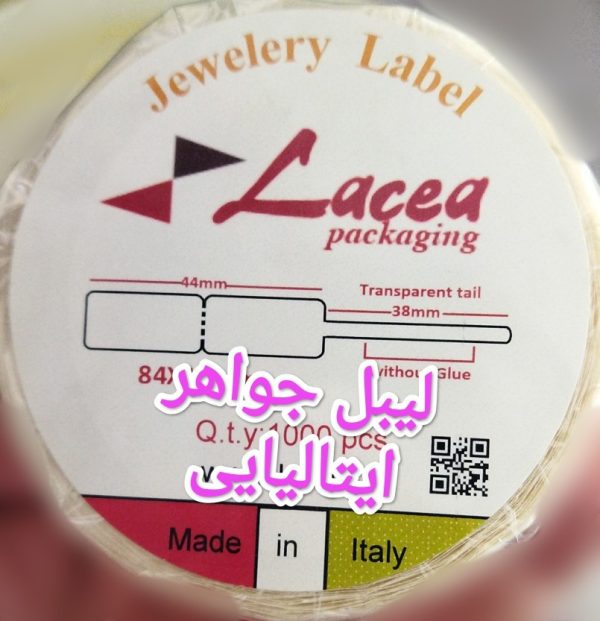 Jewelery Label
Lacea
packaging
44mm
Transparent tail
38mm
without Glue
84X
لیبل جواهر
Q.t.y:1000 pcs
ایتالیایی
Made in Italy